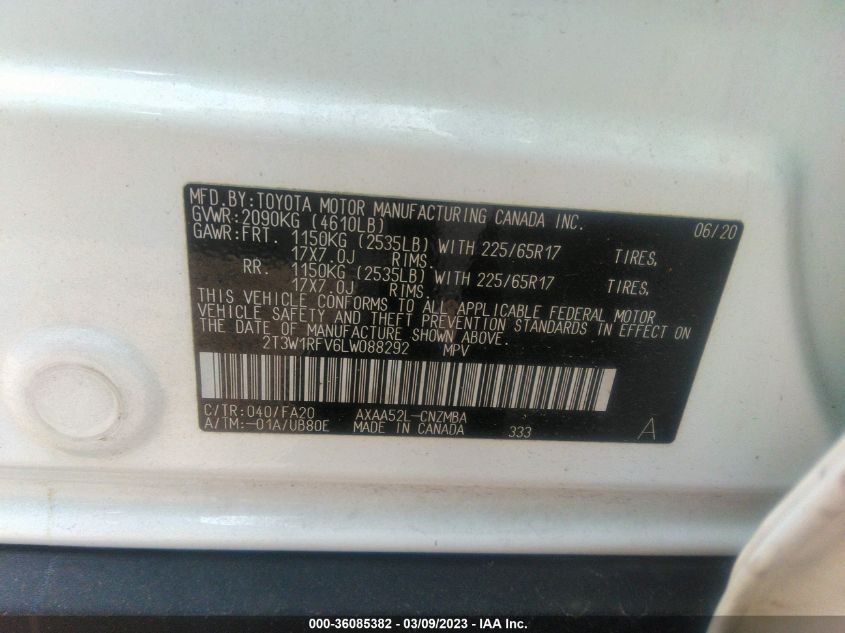 MFD.BY:TOYOTA MOTOR MANUFACTURING CANADA INC. 06/20
GVWR:2090KG (4610LB)
GAWR:FRT. 1150KG (2535LB) WITH 225/65R17 TIRES,
17X7.0J RIMS.
RR. 1150KG (2535LB) WITH 225/65R17 TIRES,
17X7.0J RIMS.
THIS VEHICLE CONFORMS TO ALL APPLICABLE FEDERAL MOTOR
VEHICLE SAFETY AND THEFT PREVENTION STANDARDS IN EFFECT ON
THE DATE OF MANUFACTURE SHOWN ABOVE.
2T3W1RFV6LW088292 MPV
C/TR:040/FA20 AXAA52L-CNZMBA
A/TM:-01A/UB80E MADE IN CANADA 333 A
000-36085382 - 03/09/2023 - IAA Inc.